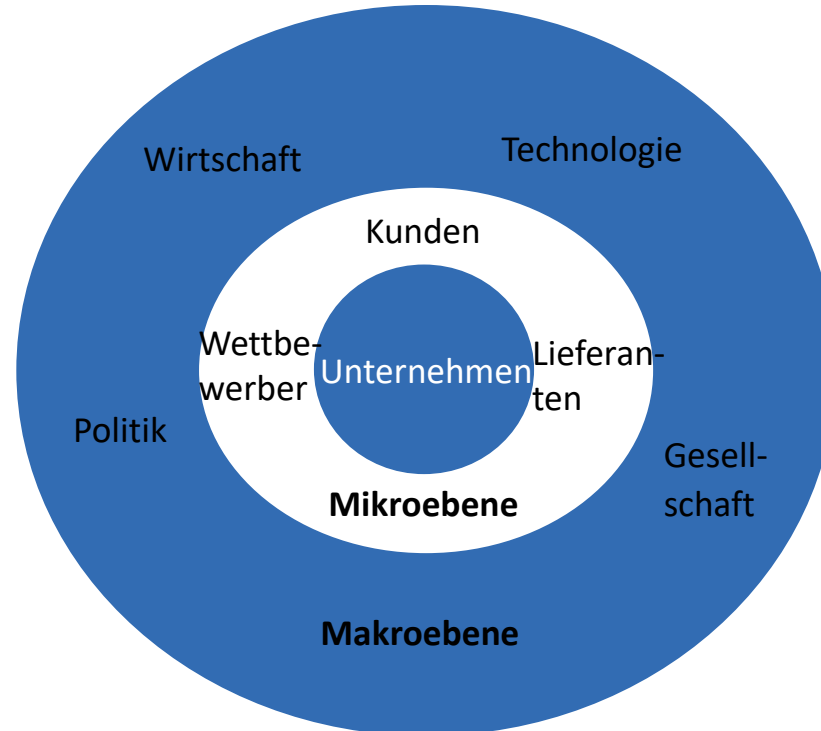 Wirtschaft
Technologie
Kunden
Wettbe-
werber
Unternehmen
Lieferan-
ten
Politik
Gesell-
schaft
Mikroebene
Makroebene